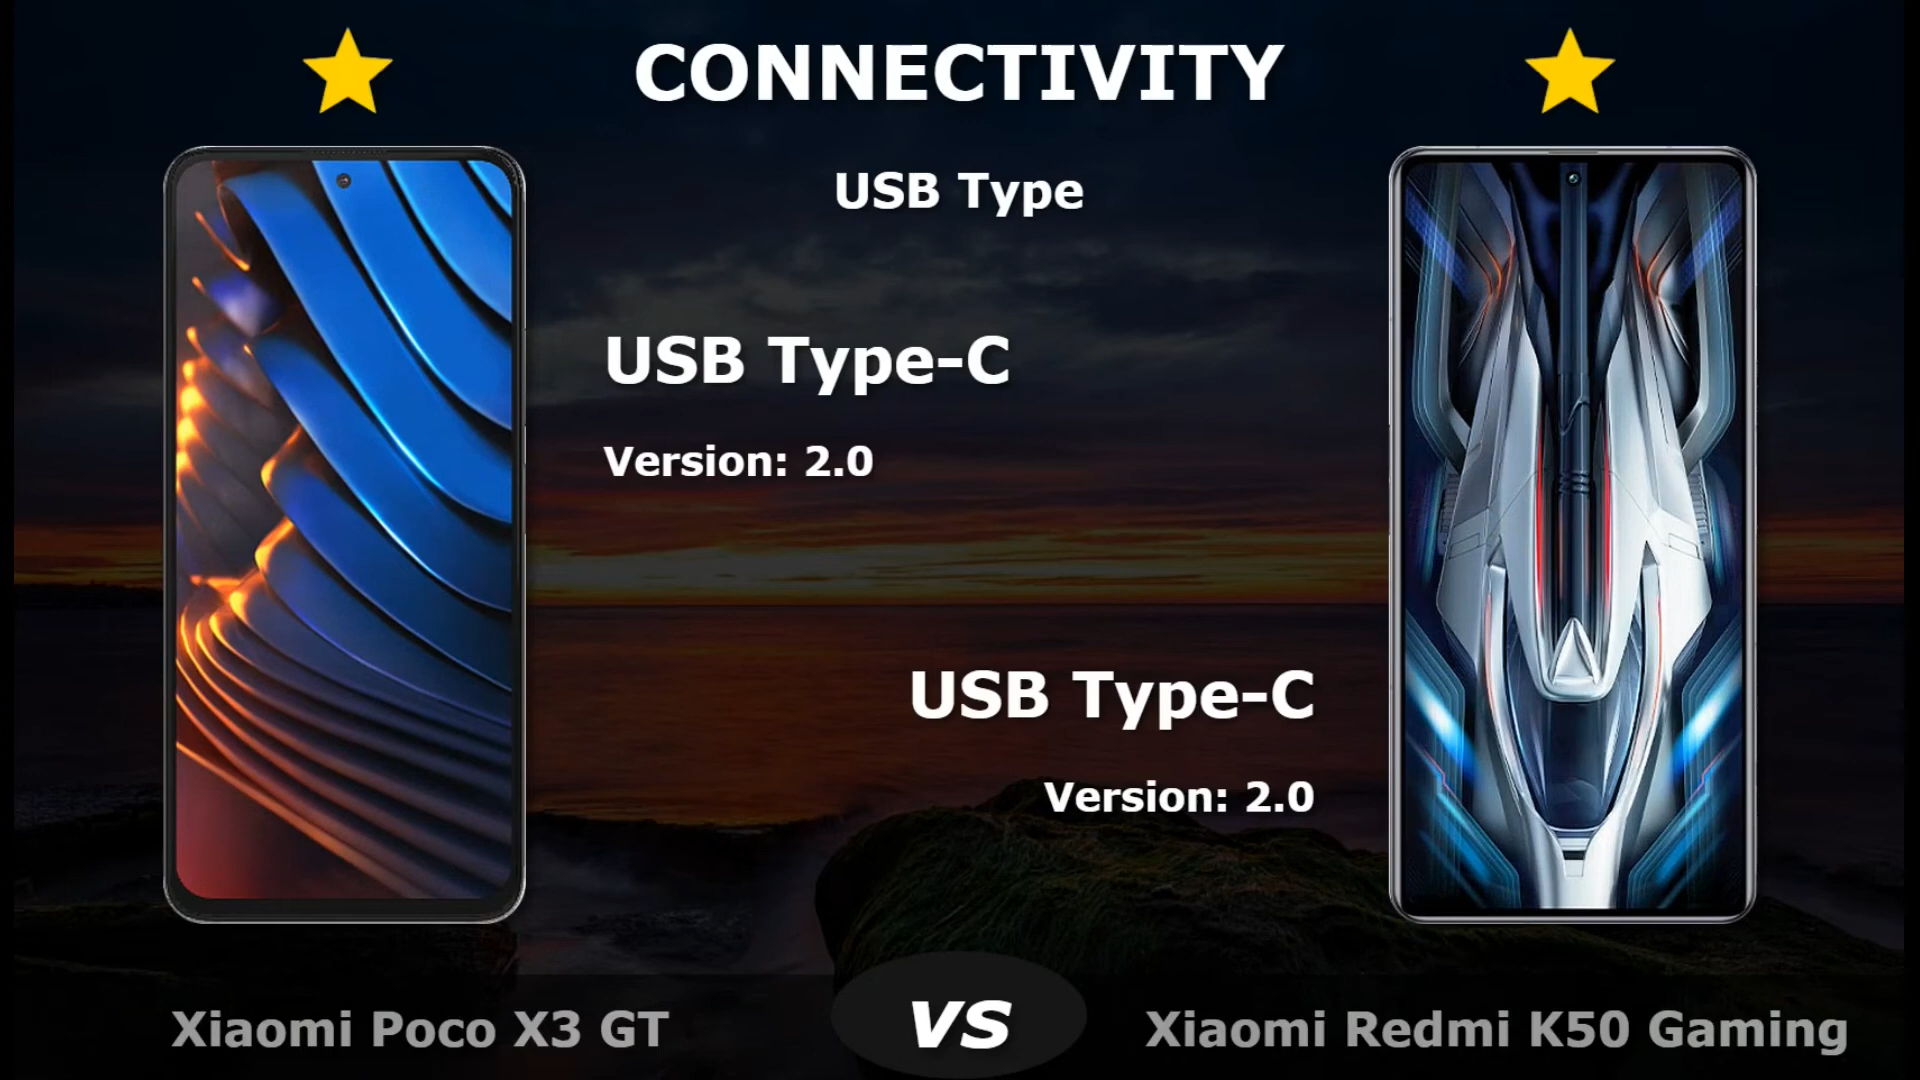 CONNECTIVITY
USB Type
USB Type-C
Version: 2.0
USB Type-C
Version: 2.0
Xiaomi Poco X3 GT
VS
Xiaomi Redmi K50 Gaming